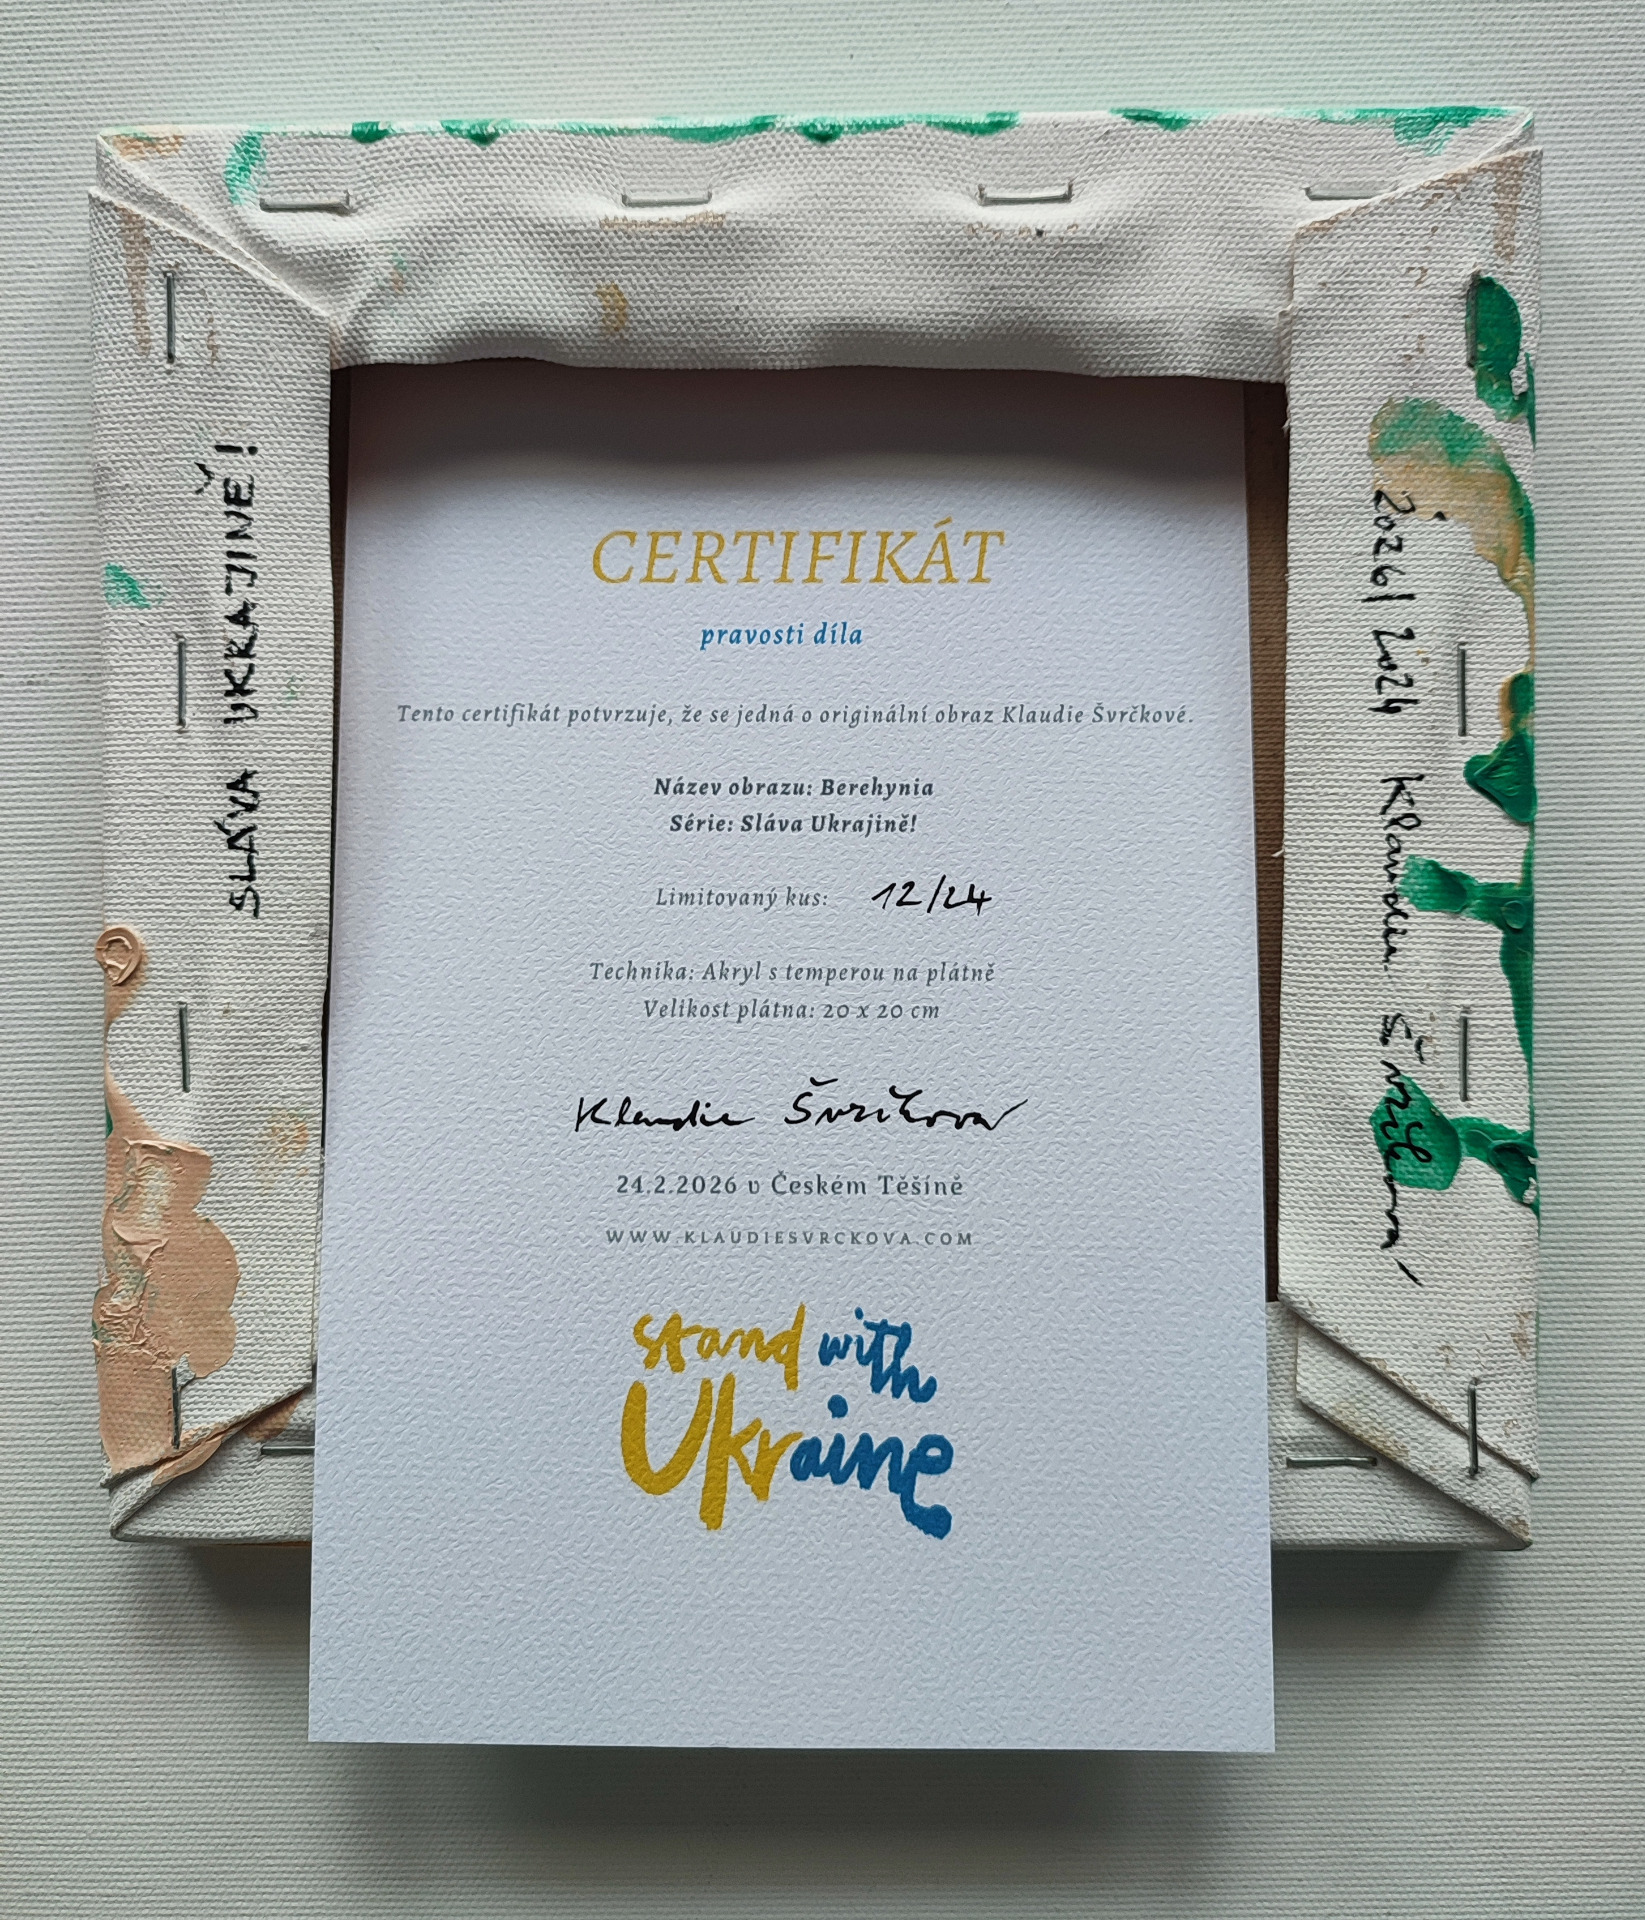 SLÁVA UKRAJINĚ!
CERTIFIKÁT
pravosti díla
Tento certifikát potvrzuje, že se jedná o originální obraz Klaudie Švrčkové.
Název obrazu: Berehynia
Série: Sláva Ukrajině!
Limitovaný kus: 12/24
Technika: Akryl s temperou na plátně
Velikost plátna: 20 x 20 cm
Klaudie Švrčková
24.2.2026 v Českém Těšíně
WWW.KLAUDIESVRCKOVA.COM
stand with
Ukraine
2026/2024 Klaudie Švrčková